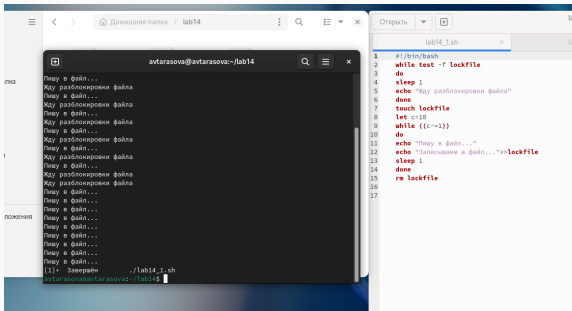 Домашняя папка / lab14
Открыть
lab14_1.sh
avtarasova@avtarasova:~/lab14
пка
ложения
Пишу в файл...
Жду разблокировки файла
Пишу в файл...
Жду разблокировки файла
Пишу в файл...
Жду разблокировки файла
Пишу в файл...
Жду разблокировки файла
Пишу в файл...
Жду разблокировки файла
Пишу в файл...
Жду разблокировки файла
Пишу в файл...
Жду разблокировки файла
Пишу в файл...
Пишу в файл...
Пишу в файл...
Пишу в файл...
Пишу в файл...
Пишу в файл...
Пишу в файл...
Пишу в файл...
[1]+ Завершён ./lab14_1.sh
avtarasova@avtarasova:~/lab14$
1 #!/bin/bash
2 while test -f lockfile
3 do
4 sleep 1
5 echo "Жду разблокировки файла"
6 done
7 touch lockfile
8 let c=10
9 while ((c-=1))
10 do
11 echo "Пишу в файл..."
12 echo "Записываем в файл...">>lockfile
13 sleep 1
14 done
15 rm lockfile
16
17